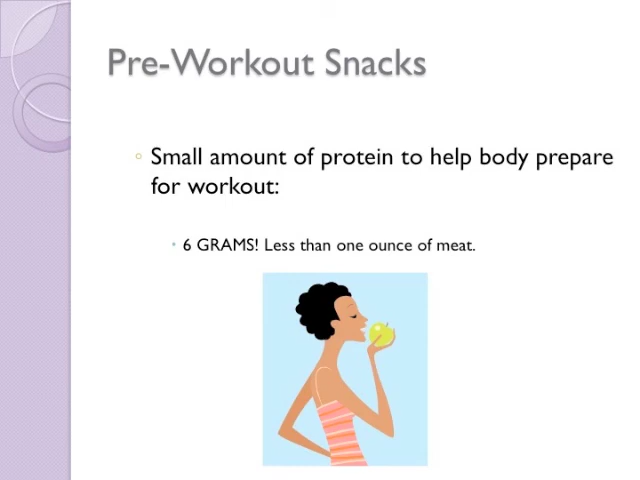 Pre-Workout Snacks
Small amount of protein to help body prepare
for workout:
6 GRAMS! Less than one ounce of meat.